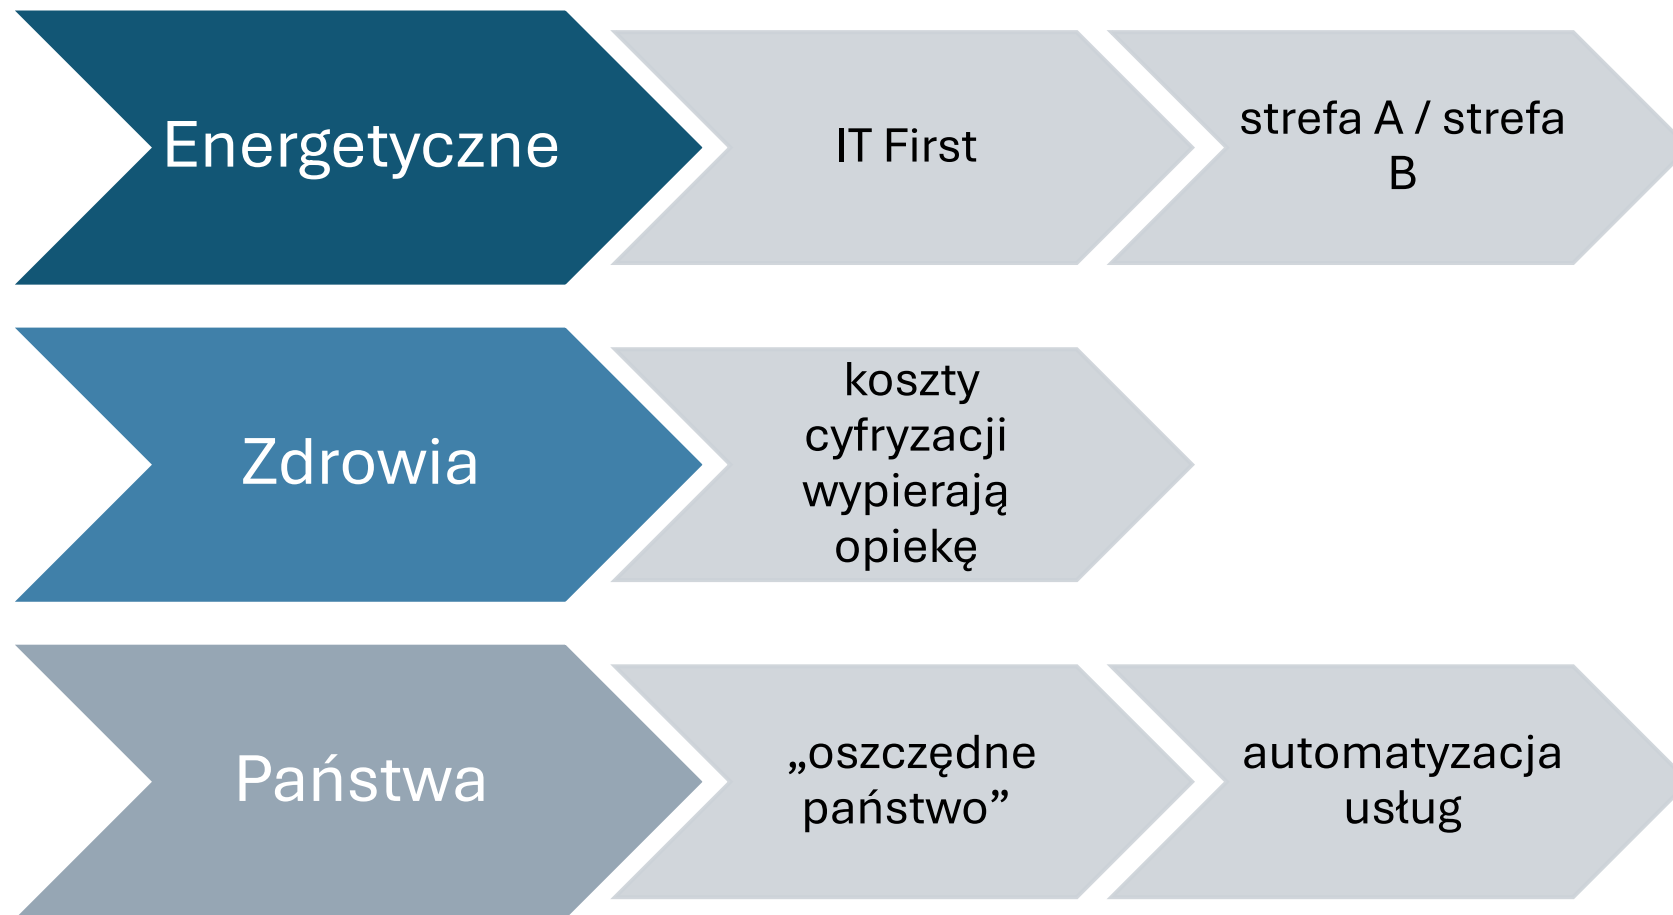 Energetyczne
IT First
strefa A / strefa
B
Zdrowia
koszty
cyfryzacji
wypierają
opiekę
Państwa
„oszczędne
państwo”
automatyzacja
usług